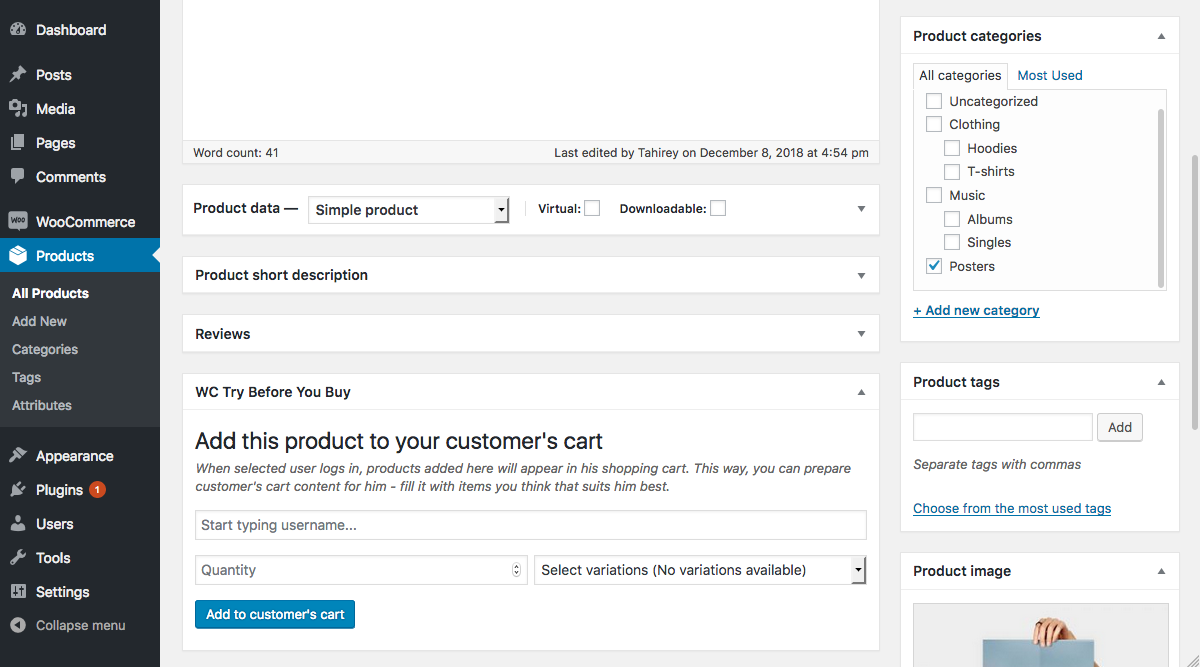 Dashboard
Posts
Media
Pages
Comments
WOO
WooCommerce
Products
All Products
Add New
Categories
Tags
Attributes
Appearance
Plugins 1
Users
Tools
Settings
Collapse menu
Word count: 41
Last edited by Tahirey on December 8, 2018 at 4:54 pm
Product data — Simple product Virtual: Downloadable:
Product short description
Reviews
WC Try Before You Buy
Add this product to your customer's cart
When selected user logs in, products added here will appear in his shopping cart. This way, you can prepare
customer's cart content for him - fill it with items you think that suits him best.
Start typing username...
Quantity
Select variations (No variations available)
Add to customer's cart
Product categories
All categories Most Used
Uncategorized
Clothing
Hoodies
T-shirts
Music
Albums
Singles
Posters
+ Add new category
Product tags
Add
Separate tags with commas
Choose from the most used tags
Product image